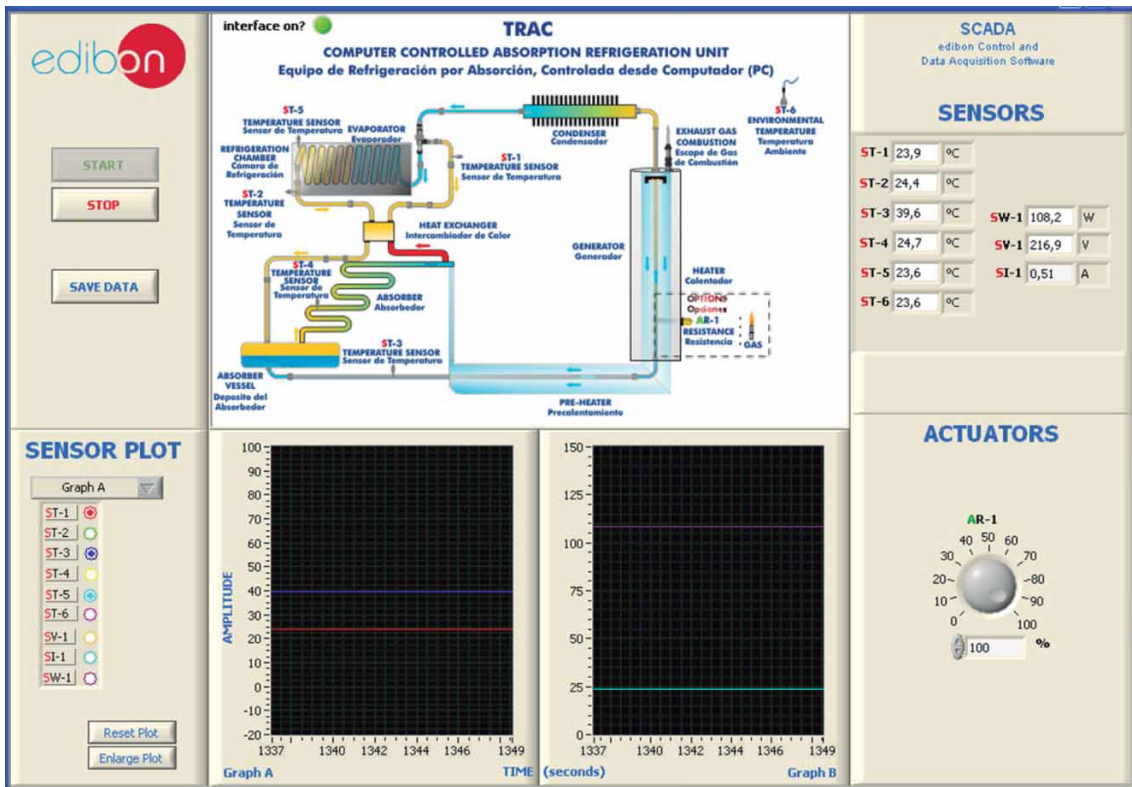 edibon
START
STOP
SAVE DATA
interface on?
TRAC
COMPUTER CONTROLLED ABSORPTION REFRIGERATION UNIT
Equipo de Refrigeración por Absorción, Controlada desde Computador (PC)
ST-5
TEMPERATURE SENSOR
Sensor de Temperatura
EVAPORATOR
Evaporador
REFRIGERATION
CHAMBER
Cámara de
Refrigeración
ST-2
TEMPERATURE
SENSOR
Sensor de
Temperatura
ST-1
TEMPERATURE SENSOR
Sensor de Temperatura
CONDENSER
Condensador
EXHAUST GAS
COMBUSTION
Escape de Gas
de Combustión
ST-6
ENVIRONMENTAL
TEMPERATURE
Temperatura
Ambiente
HEAT EXCHANGER
Intercambiador de Calor
GENERATOR
Generador
ST-4
TEMPERATURE
SENSOR
Sensor de
Temperatura
ABSORBER
Absorbedor
HEATER
Calentador
OPTIONS
Opciones
AR-1
RESISTANCE
Resistencia
GAS
ST-3
TEMPERATURE SENSOR
Sensor de Temperatura
ABSORBER
VESSEL
Deposito del
Absorbedor
PRE-HEATER
Precalentamiento
SCADA
edibon Control and
Data Acquisition Software
SENSORS
ST-1 23,9 ºC
ST-2 24,4 ºC
ST-3 39,6 ºC
ST-4 24,7 ºC
ST-5 23,6 ºC
ST-6 23,6 ºC
SW-1 108,2 W
SV-1 216,9 V
SI-1 0,51 A
SENSOR PLOT
Graph A
ST-1
ST-2
ST-3
ST-4
ST-5
ST-6
SV-1
SI-1
SW-1
Reset Plot
Enlarge Plot
AMPLITUDE
100
90
80
70
60
50
40
30
20
10
0
-10
-20
1337 1340 1342 1344 1346 1349
Graph A
TIME (seconds)
150
125
100
75
50
25
0
1337 1340 1342 1344 1346 1349
Graph B
ACTUATORS
AR-1
0 10 20 30 40 50 60 70 80 90 100
100 %